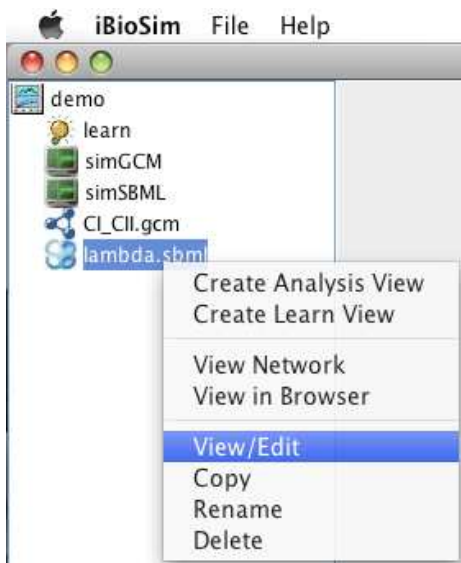 iBioSim File Help
demo
learn
simGCM
simSBML
CI_CII.gcm
lambda.sbml
Create Analysis View
Create Learn View
View Network
View in Browser
View/Edit
Copy
Rename
Delete